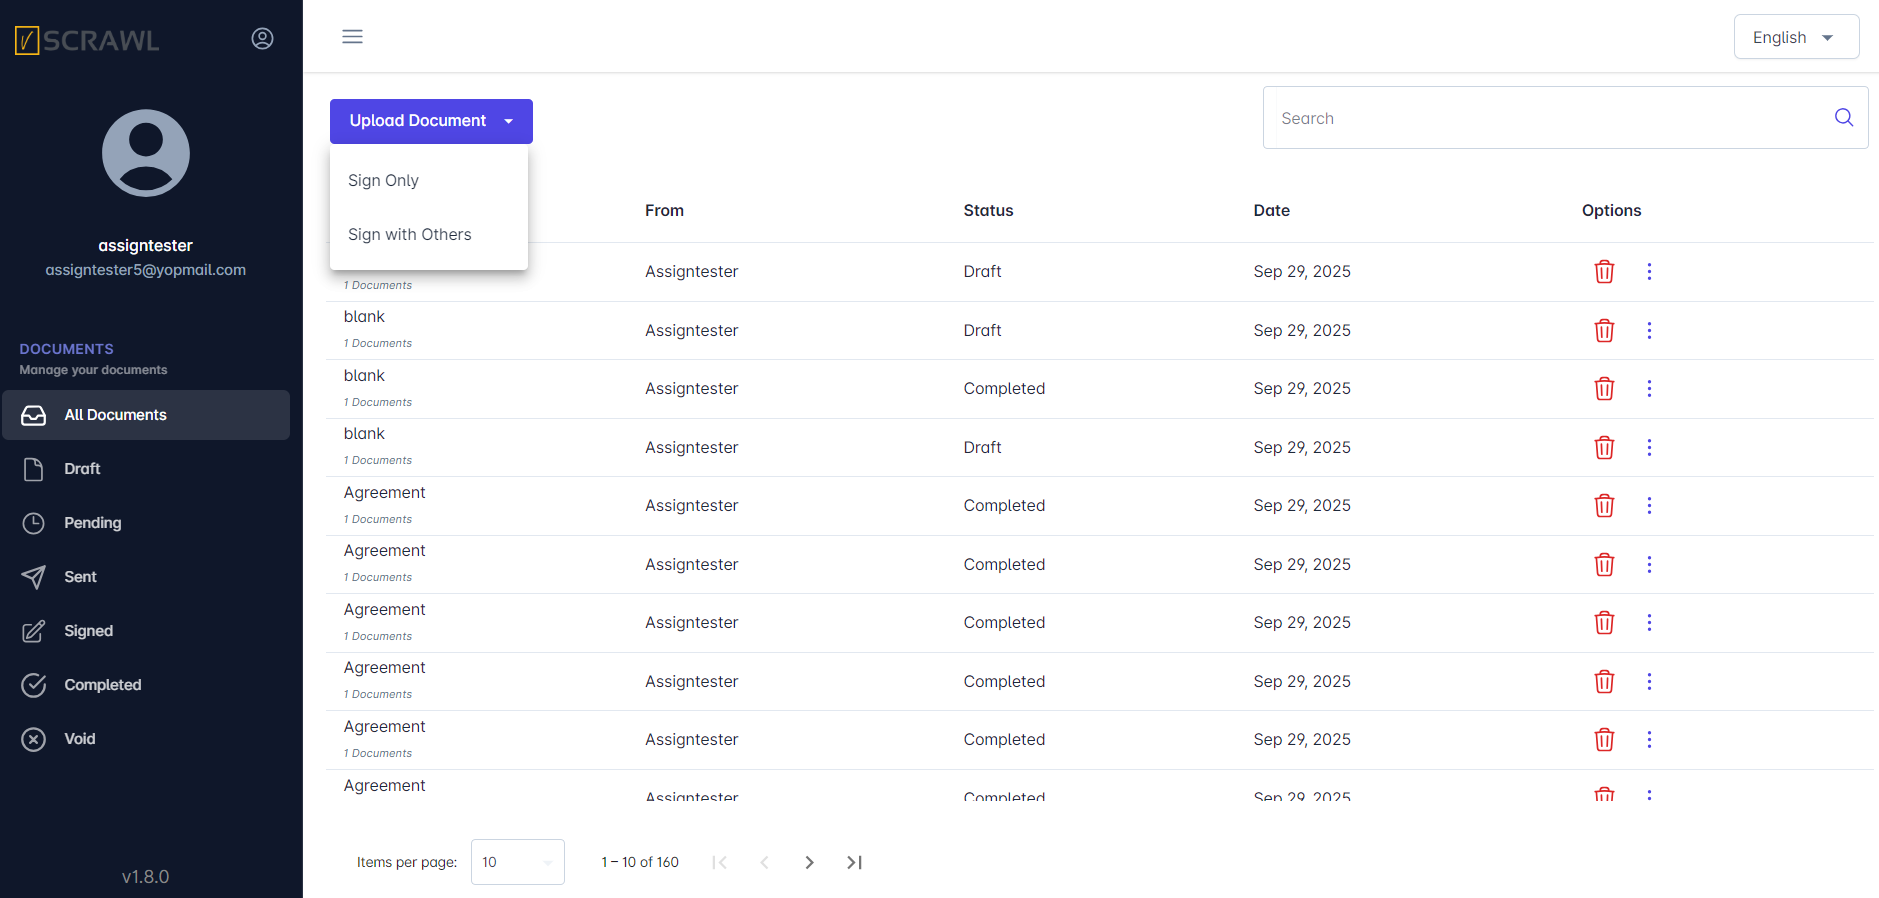 SCRAWL
assigntester
assigntester5@yopmail.com
DOCUMENTS
Manage your documents
All Documents
Draft
Pending
Sent
Signed
Completed
Void
v1.8.0
English
Upload Document
Search
Sign Only
Sign with Others
From Status Date Options
Assigntester Draft Sep 29, 2025
1 Documents
blank
Assigntester Draft Sep 29, 2025
1 Documents
blank
Assigntester Completed Sep 29, 2025
1 Documents
blank
Assigntester Draft Sep 29, 2025
1 Documents
Agreement
Assigntester Completed Sep 29, 2025
1 Documents
Agreement
Assigntester Completed Sep 29, 2025
1 Documents
Agreement
Assigntester Completed Sep 29, 2025
1 Documents
Agreement
Assigntester Completed Sep 29, 2025
1 Documents
Agreement
Assigntester Completed Sep 29, 2025
1 Documents
Agreement
Assigntester Completed Sep 29, 2025
Items per page: 10 1 – 10 of 160